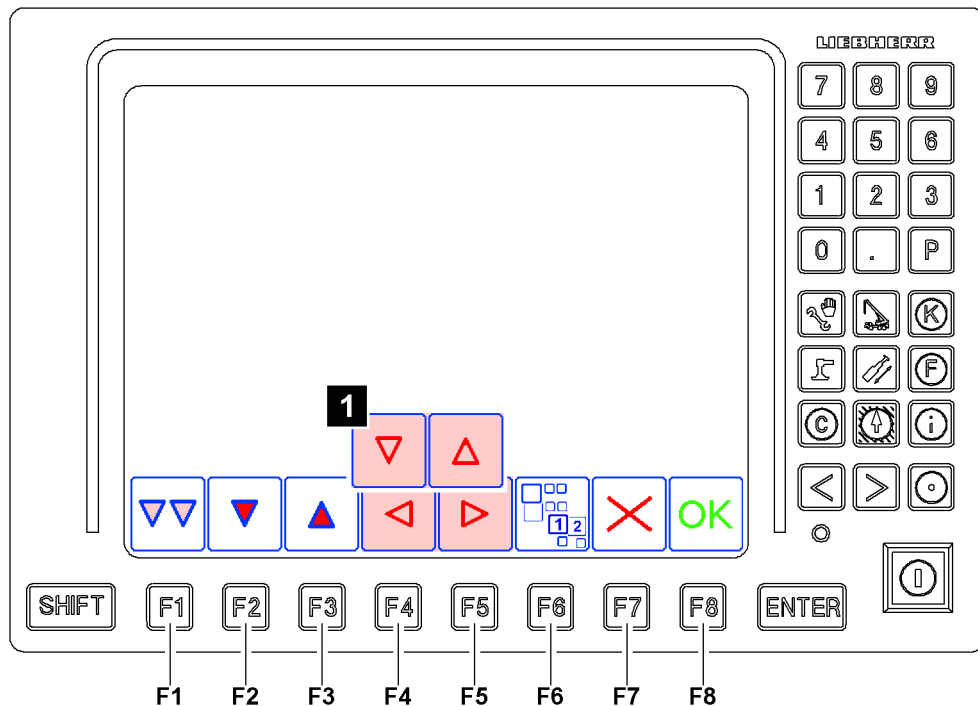 LIEBHERR
7 8 9
4 5 6
1 2 3
0 . P
K
F
C i
< >
1
1 2
OK
SHIFT F1 F2 F3 F4 F5 F6 F7 F8 ENTER
F1 F2 F3 F4 F5 F6 F7 F8